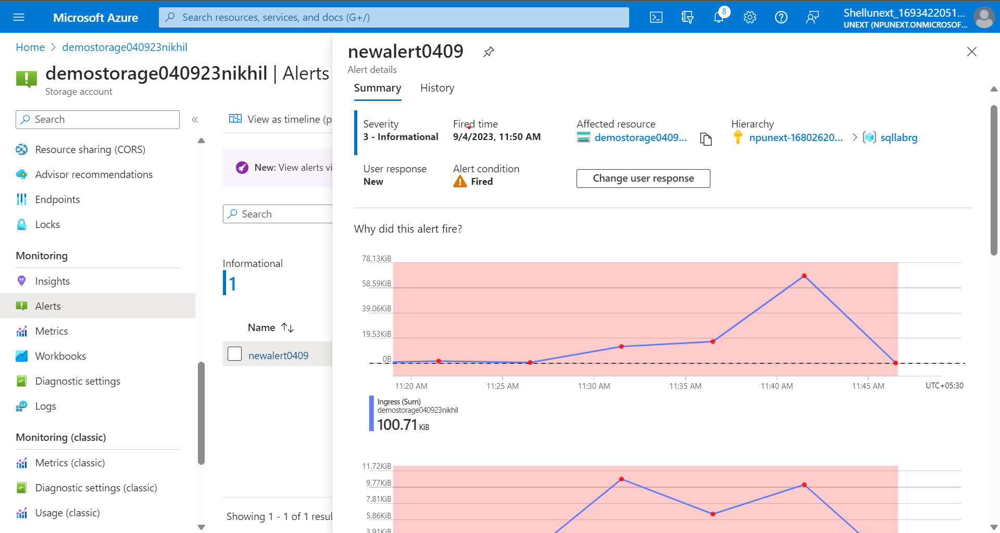 Microsoft Azure
Search resources, services, and docs (G+/)
8
Shellunext_1693422051...
UNEXT (NPUNEXT.ONMICROSOF...
Home > demostorage040923nikhil
demostorage040923nikhil | Alerts
Storage account
Search
«
Resource sharing (CORS)
Advisor recommendations
Endpoints
Locks
Monitoring
Insights
Alerts
Metrics
Workbooks
Diagnostic settings
Logs
Monitoring (classic)
Metrics (classic)
Diagnostic settings (classic)
Usage (classic)
View as timeline (p
New: View alerts vi
Search
Informational
1
Name ↑↓
newalert0409
Showing 1 - 1 of 1 resul
newalert0409
Alert details
Summary History
Severity
3 - Informational
Fired time
9/4/2023, 11:50 AM
Affected resource
demostorage0409...
Hierarchy
npunext-16802620... > sqllabrg
User response
New
Alert condition
Fired
Change user response
Why did this alert fire?
78.13KiB
58.59KiB
39.06KiB
19.53KiB
0B
11:20 AM 11:25 AM 11:30 AM 11:35 AM 11:40 AM 11:45 AM UTC+05:30
Ingress (Sum)
demostorage040923nikhil
100.71 KiB
11.72KiB
9.77KiB
7.81KiB
5.86KiB
3.91KiB